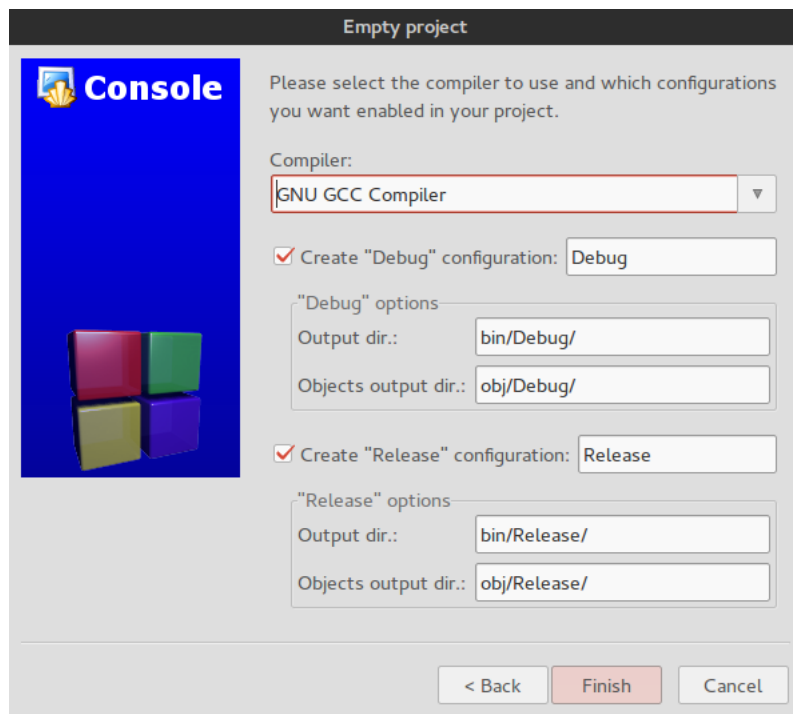 Empty project
Console
Please select the compiler to use and which configurations
you want enabled in your project.
Compiler:
GNU GCC Compiler
Create "Debug" configuration: Debug
"Debug" options
Output dir.: bin/Debug/
Objects output dir.: obj/Debug/
Create "Release" configuration: Release
"Release" options
Output dir.: bin/Release/
Objects output dir.: obj/Release/
< Back Finish Cancel